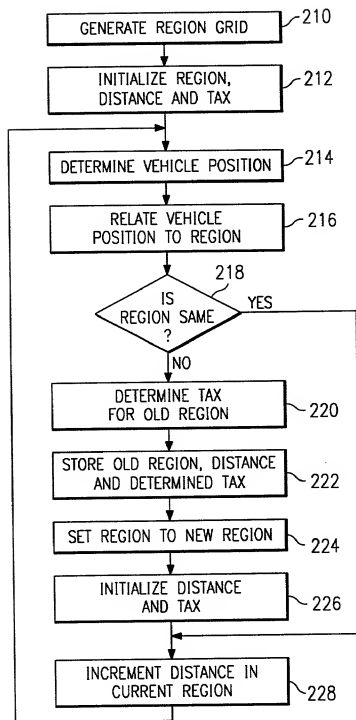 GENERATE REGION GRID
210
INITIALIZE REGION,
DISTANCE AND TAX
212
DETERMINE VEHICLE POSITION
214
RELATE VEHICLE
POSITION TO REGION
216
218
IS
REGION SAME
?
YES
NO
DETERMINE TAX
FOR OLD REGION
220
STORE OLD REGION, DISTANCE
AND DETERMINED TAX
222
SET REGION TO NEW REGION
224
INITIALIZE DISTANCE
AND TAX
226
INCREMENT DISTANCE IN
CURRENT REGION
228